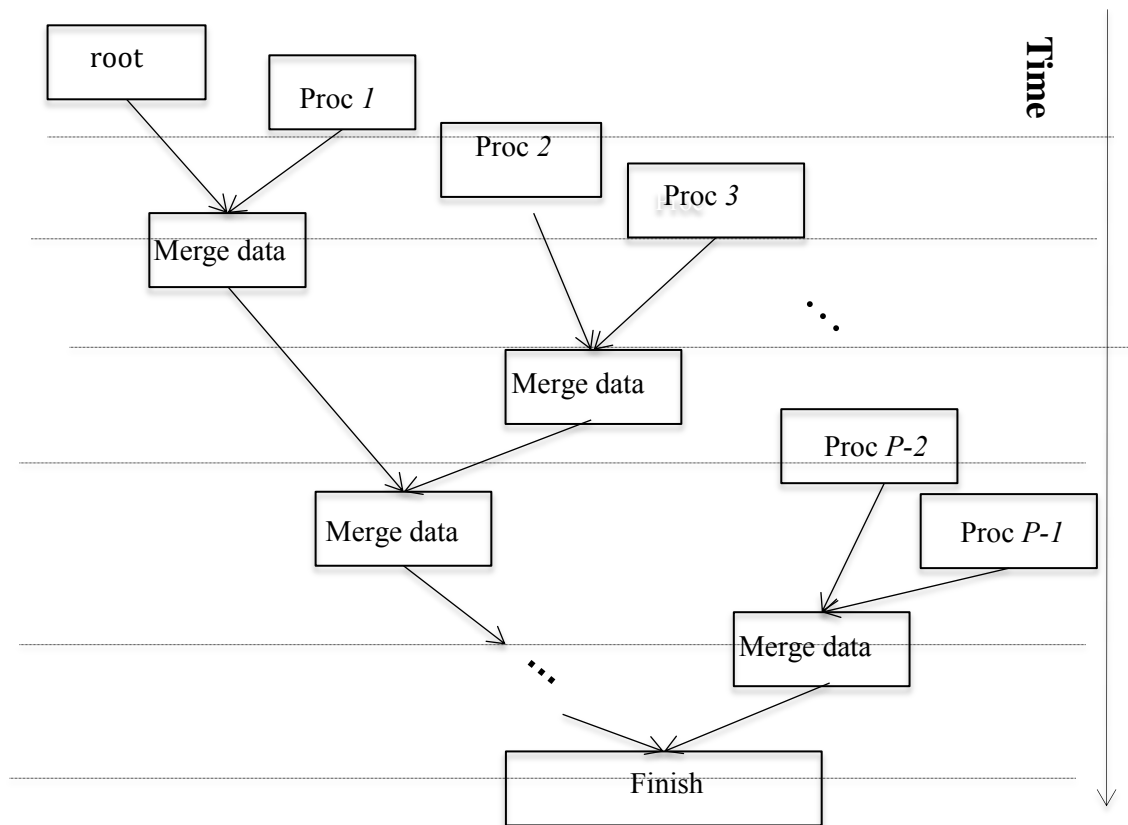 root
Proc 1
Time
Proc 2
Proc 3
Merge data
Merge data
Proc P-2
Merge data
Proc P-1
Merge data
Finish